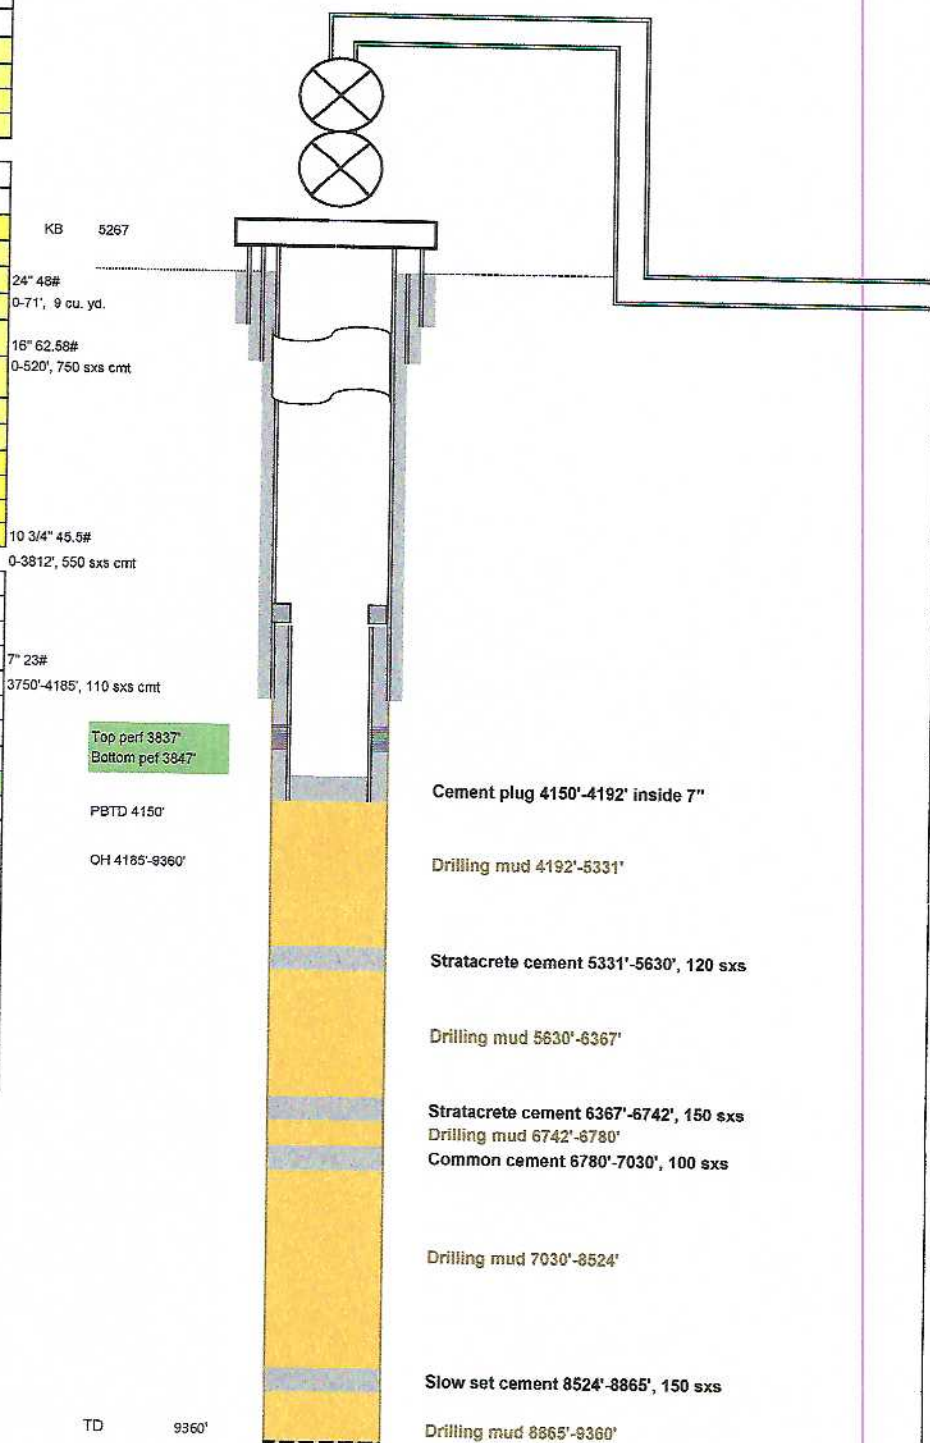 KB 5267
24" 48#
0-71', 9 cu. yd.
16" 62.58#
0-520', 750 sxs cmt
10 3/4" 45.5#
0-3812', 550 sxs cmt
7" 23#
3750'-4185', 110 sxs cmt
Top perf 3837'
Bottom pef 3847'
Cement plug 4150'-4192' inside 7"
PBTD 4150'
OH 4185'-9360'
Drilling mud 4192'-5331'
Stratacrete cement 5331'-5630', 120 sxs
Drilling mud 5630'-6367'
Stratacrete cement 6367'-6742', 150 sxs
Drilling mud 6742'-6780'
Common cement 6780'-7030', 100 sxs
Drilling mud 7030'-8524'
Slow set cement 8524'-8865', 150 sxs
TD 9360'
Drilling mud 8865'-9360'